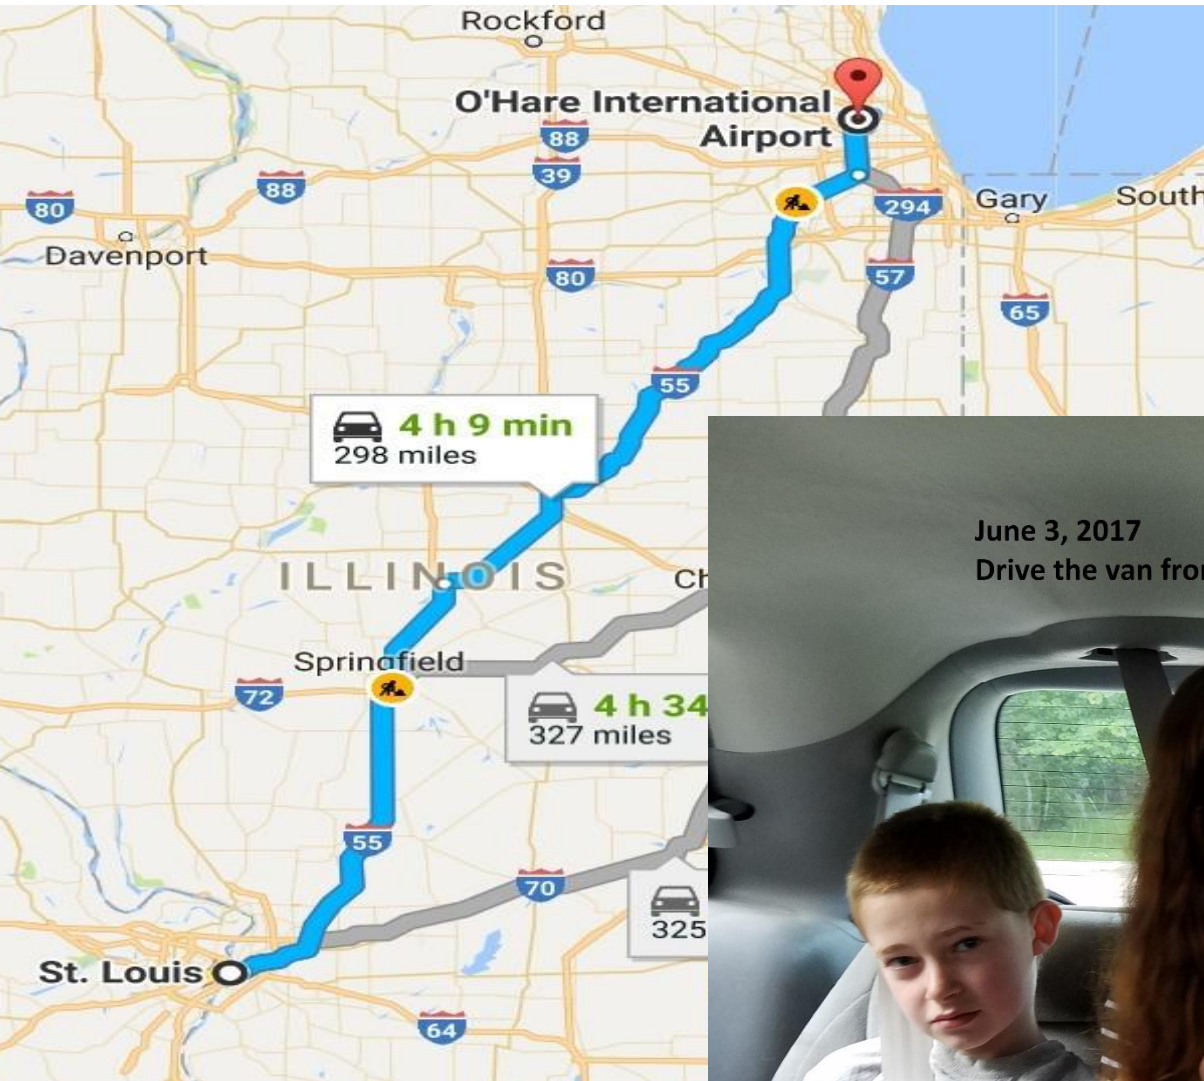 Rockford
O'Hare International
Airport
88
39
88
80
294
Gary
South
Davenport
80
57
65
55
4 h 9 min
298 miles
June 3, 2017
Drive the van
ILLINOIS
Springfield
72
4 h 34
327 miles
55
70
325
St. Louis
64